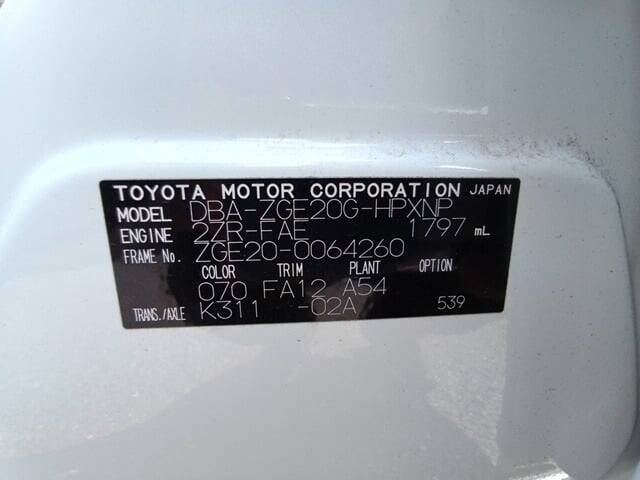 TOYOTA MOTOR CORPORATION JAPAN
MODEL DBA-ZGE20G-HPXNP
ENGINE 2ZR-FAE 1797 mL
FRAME No. ZGE20-0064260
COLOR TRIM PLANT OPTION
070 FA12 A54
TRANS./AXLE K311 -02A 539